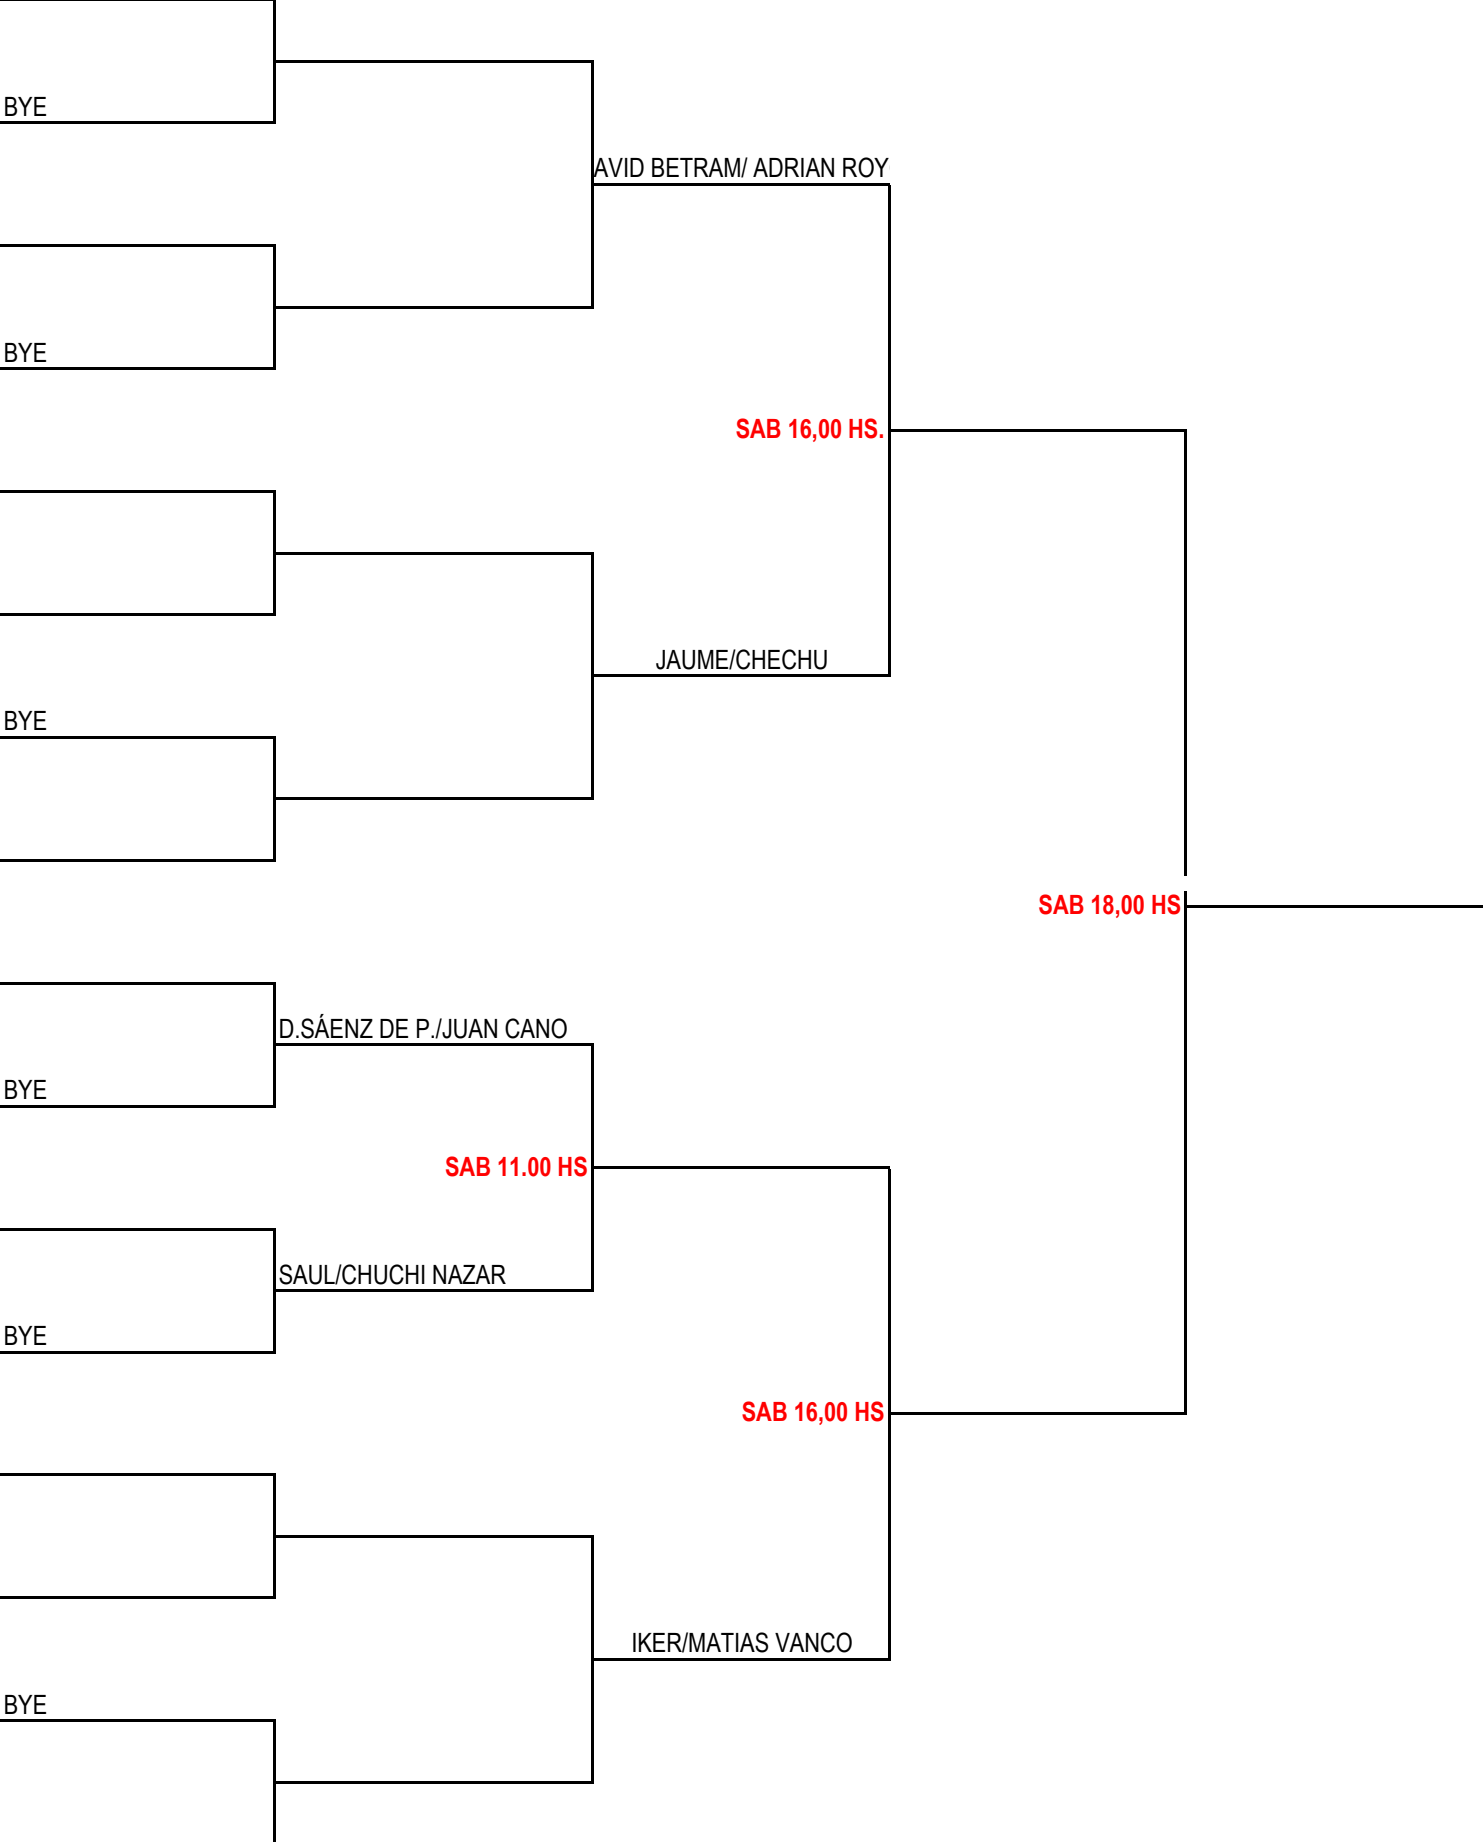 BYE
AVID BETRAM/ ADRIAN ROY
BYE
SAB 16,00 HS.
JAUME/CHECHU
BYE
SAB 18,00 HS
D.SÁENZ DE P./JUAN CANO
BYE
SAB 11.00 HS
SAUL/CHUCHI NAZAR
BYE
SAB 16,00 HS
IKER/MATIAS VANCO
BYE